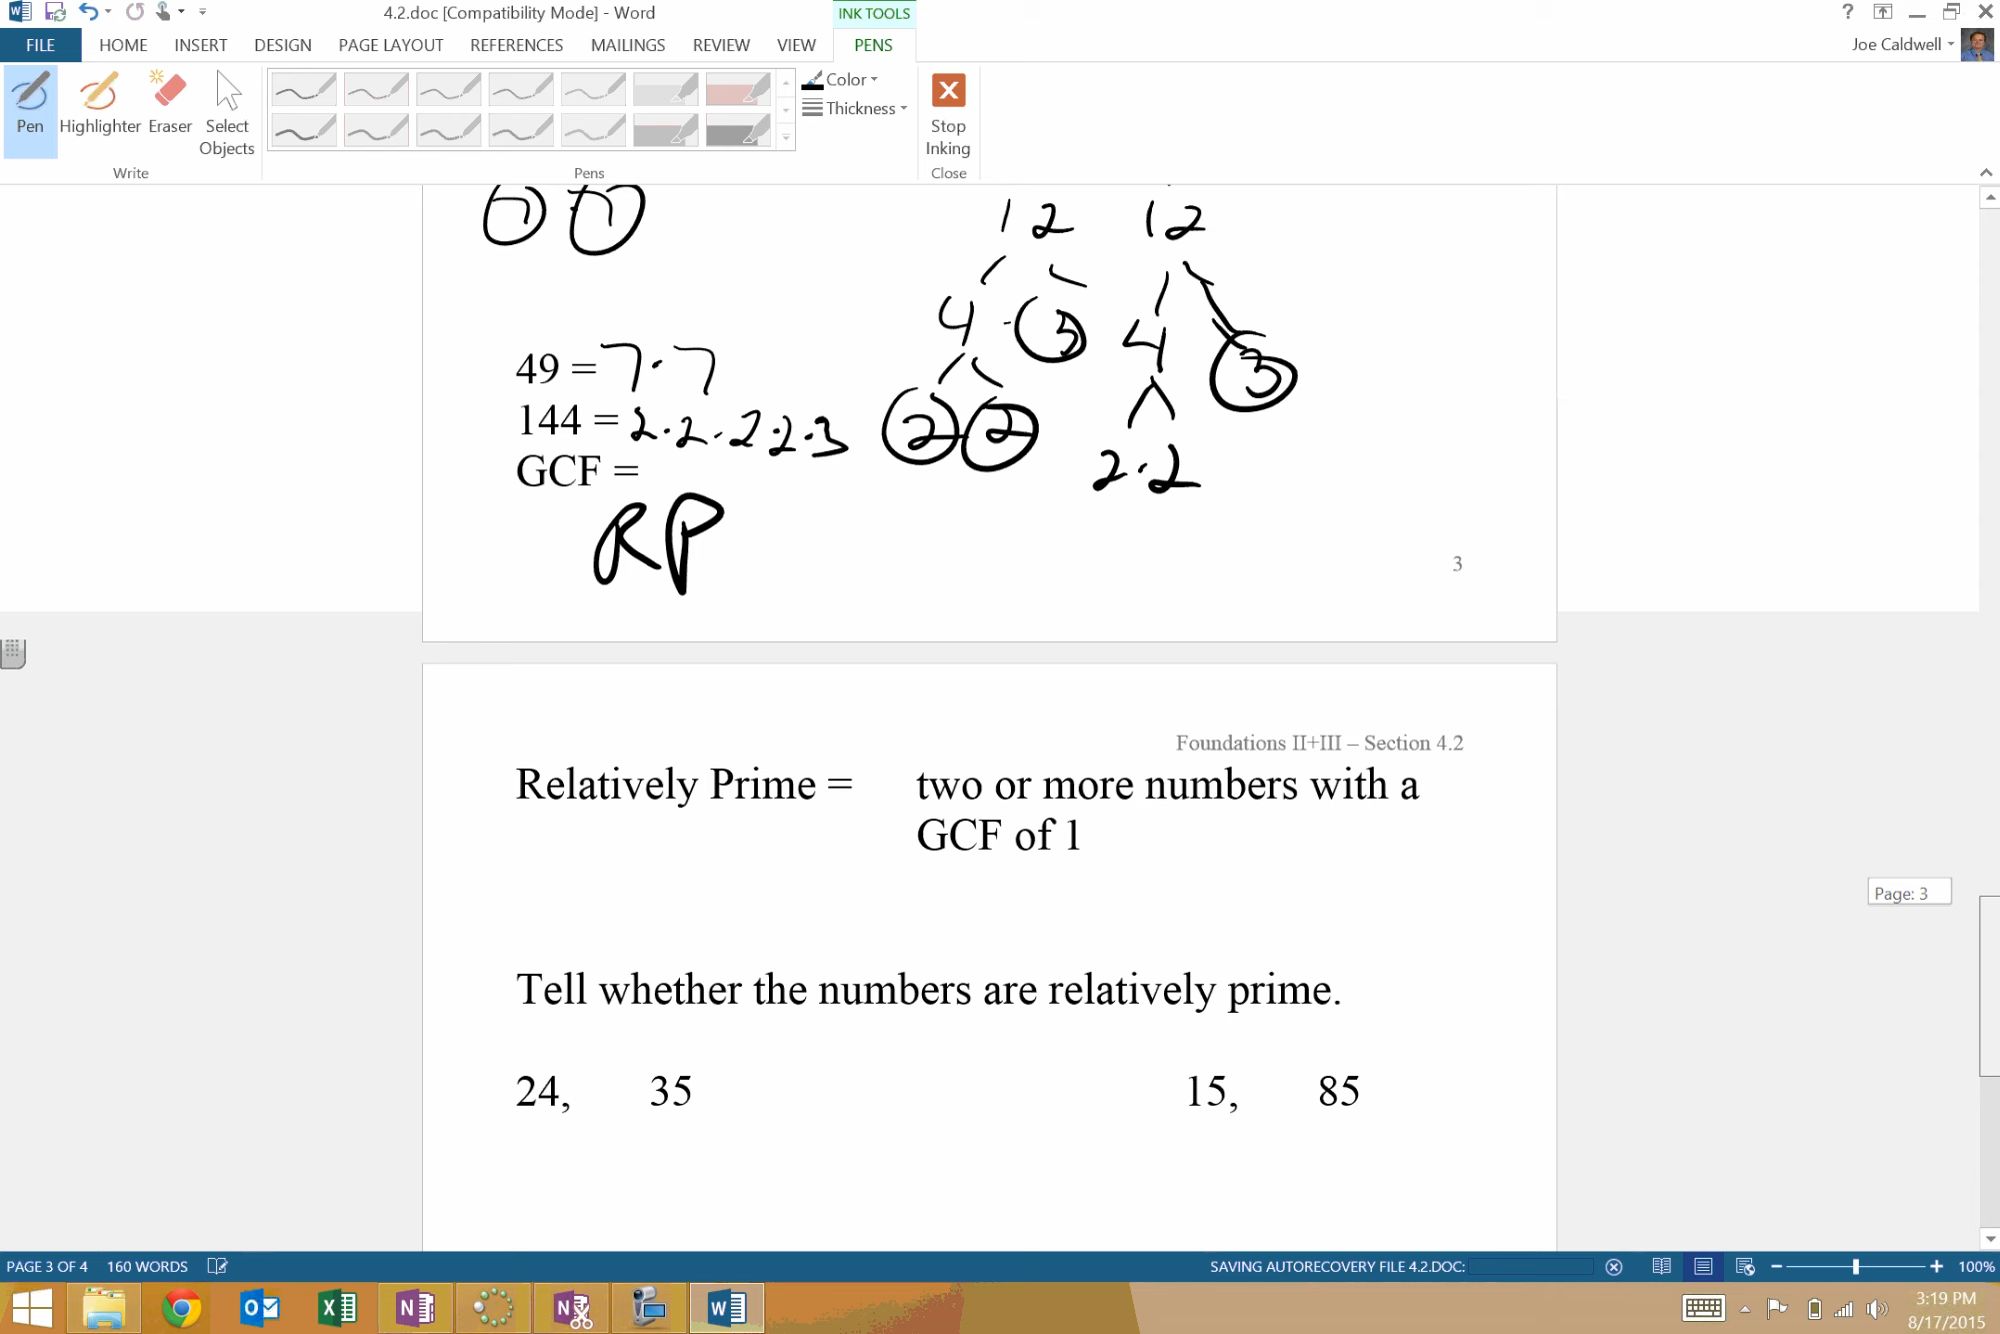 4.2.doc [Compatibility Mode] - Word
INK TOOLS
?
FILE HOME INSERT DESIGN PAGE LAYOUT REFERENCES MAILINGS REVIEW VIEW PENS
Joe Caldwell
Pen Highlighter Eraser Select Objects
Color
Thickness
Stop Inking
Write Pens Close
7 7
12 12
4 · 3 4 3
49 = 7·7
144 = 2·2·2·2·3
2 2
GCF =
2·2
RP
3
Foundations II+III – Section 4.2
Relatively Prime = two or more numbers with a
GCF of 1
Page: 3
Tell whether the numbers are relatively prime.
24, 35 15, 85
PAGE 3 OF 4 160 WORDS SAVING AUTORECOVERY FILE 4.2.DOC: 100%
3:19 PM
8/17/2015